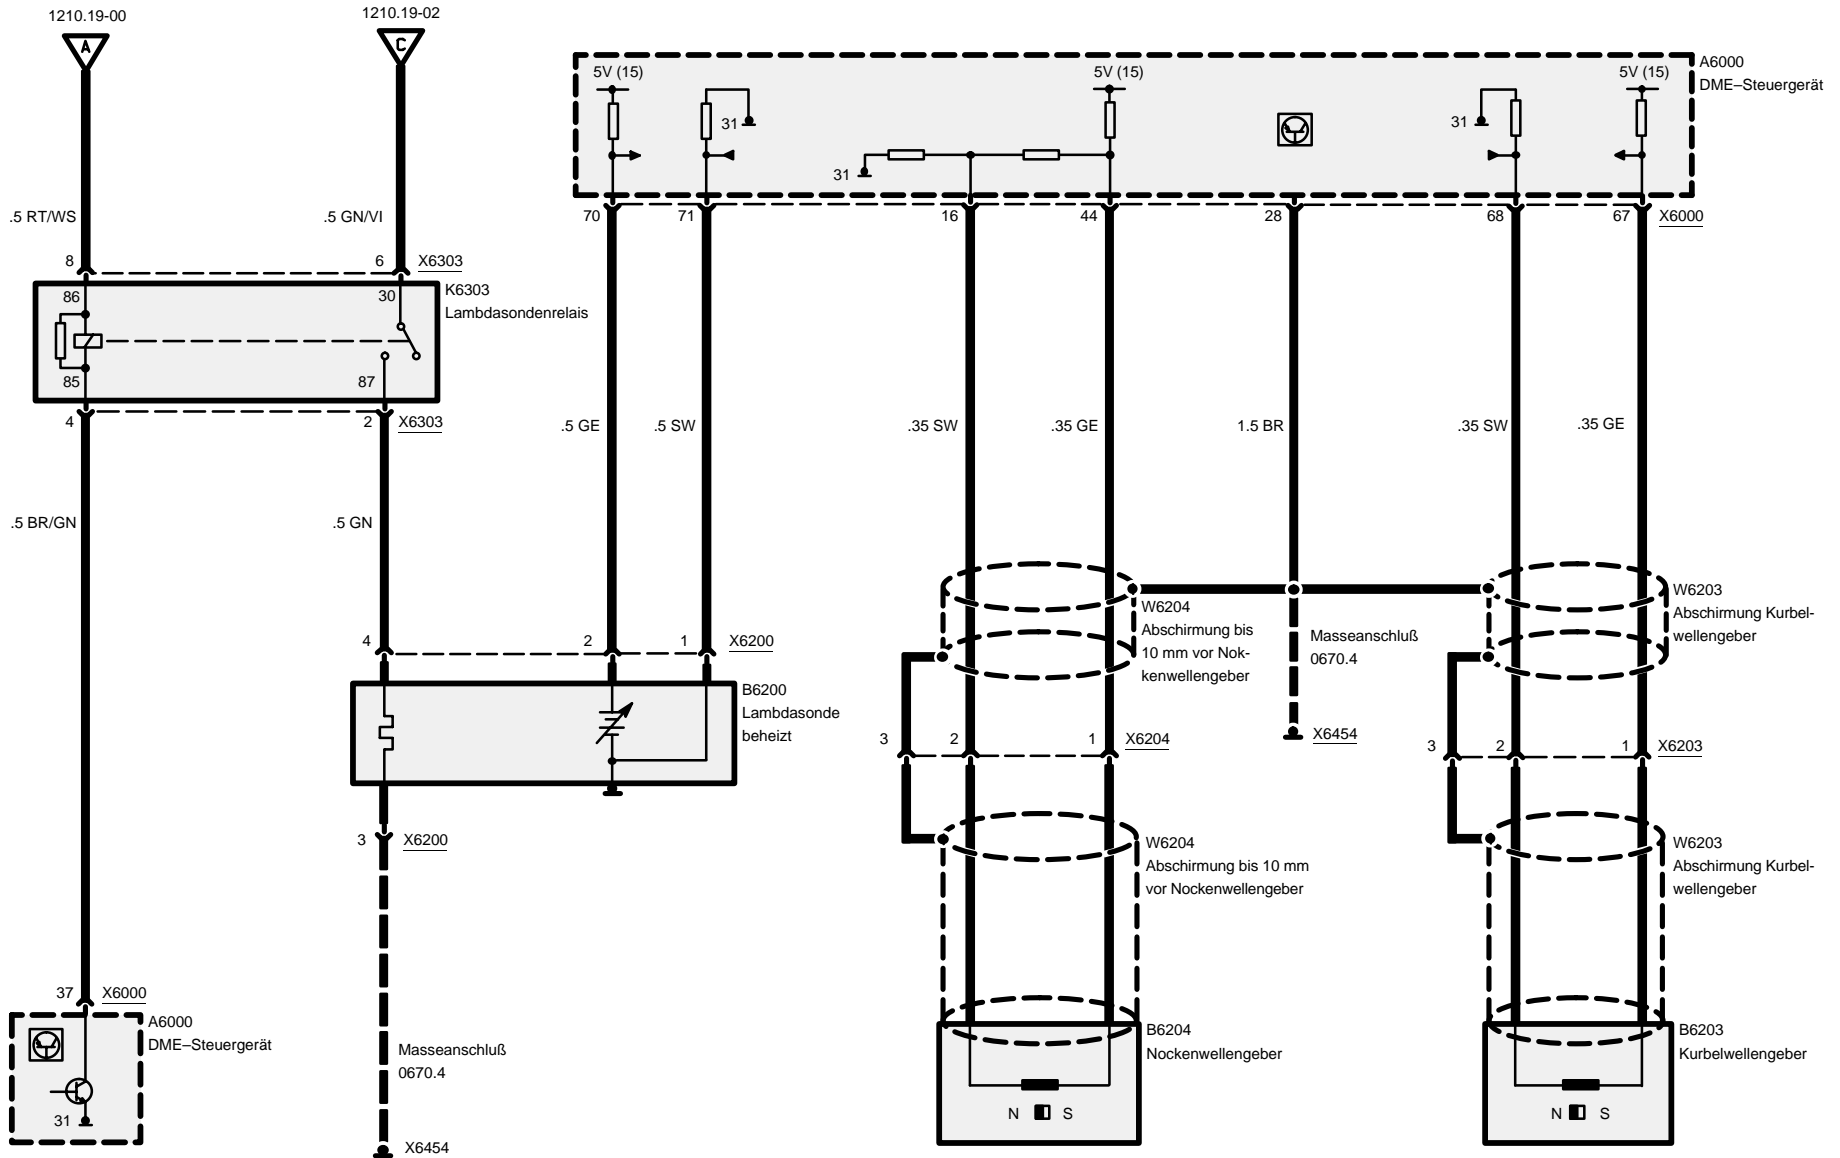 1210.19-00
1210.19-02
A
C
A6000
DME–Steuergerät
5V (15)
5V (15)
5V (15)
31
31
31
70
71
16
44
28
68
67
X6000
.5 RT/WS
.5 GN/VI
8
6
X6303
86
30
K6303
Lambdasondenrelais
85
87
4
2
X6303
.5 GE
.5 SW
.35 SW
.35 GE
1.5 BR
.35 SW
.35 GE
.5 BR/GN
.5 GN
W6204
Abschirmung bis
10 mm vor Nok-
kenwellengeber
Masseanschluß
0670.4
W6203
Abschirmung Kurbel-
wellengeber
4
2
1
X6200
B6200
Lambdasonde
beheizt
3
2
1
X6204
X6454
3
2
1
X6203
3
X6200
W6204
Abschirmung bis 10 mm
vor Nockenwellengeber
W6203
Abschirmung Kurbel-
wellengeber
37
X6000
A6000
DME–Steuergerät
31
Masseanschluß
0670.4
X6454
B6204
Nockenwellengeber
N
S
B6203
Kurbelwellengeber
N
S